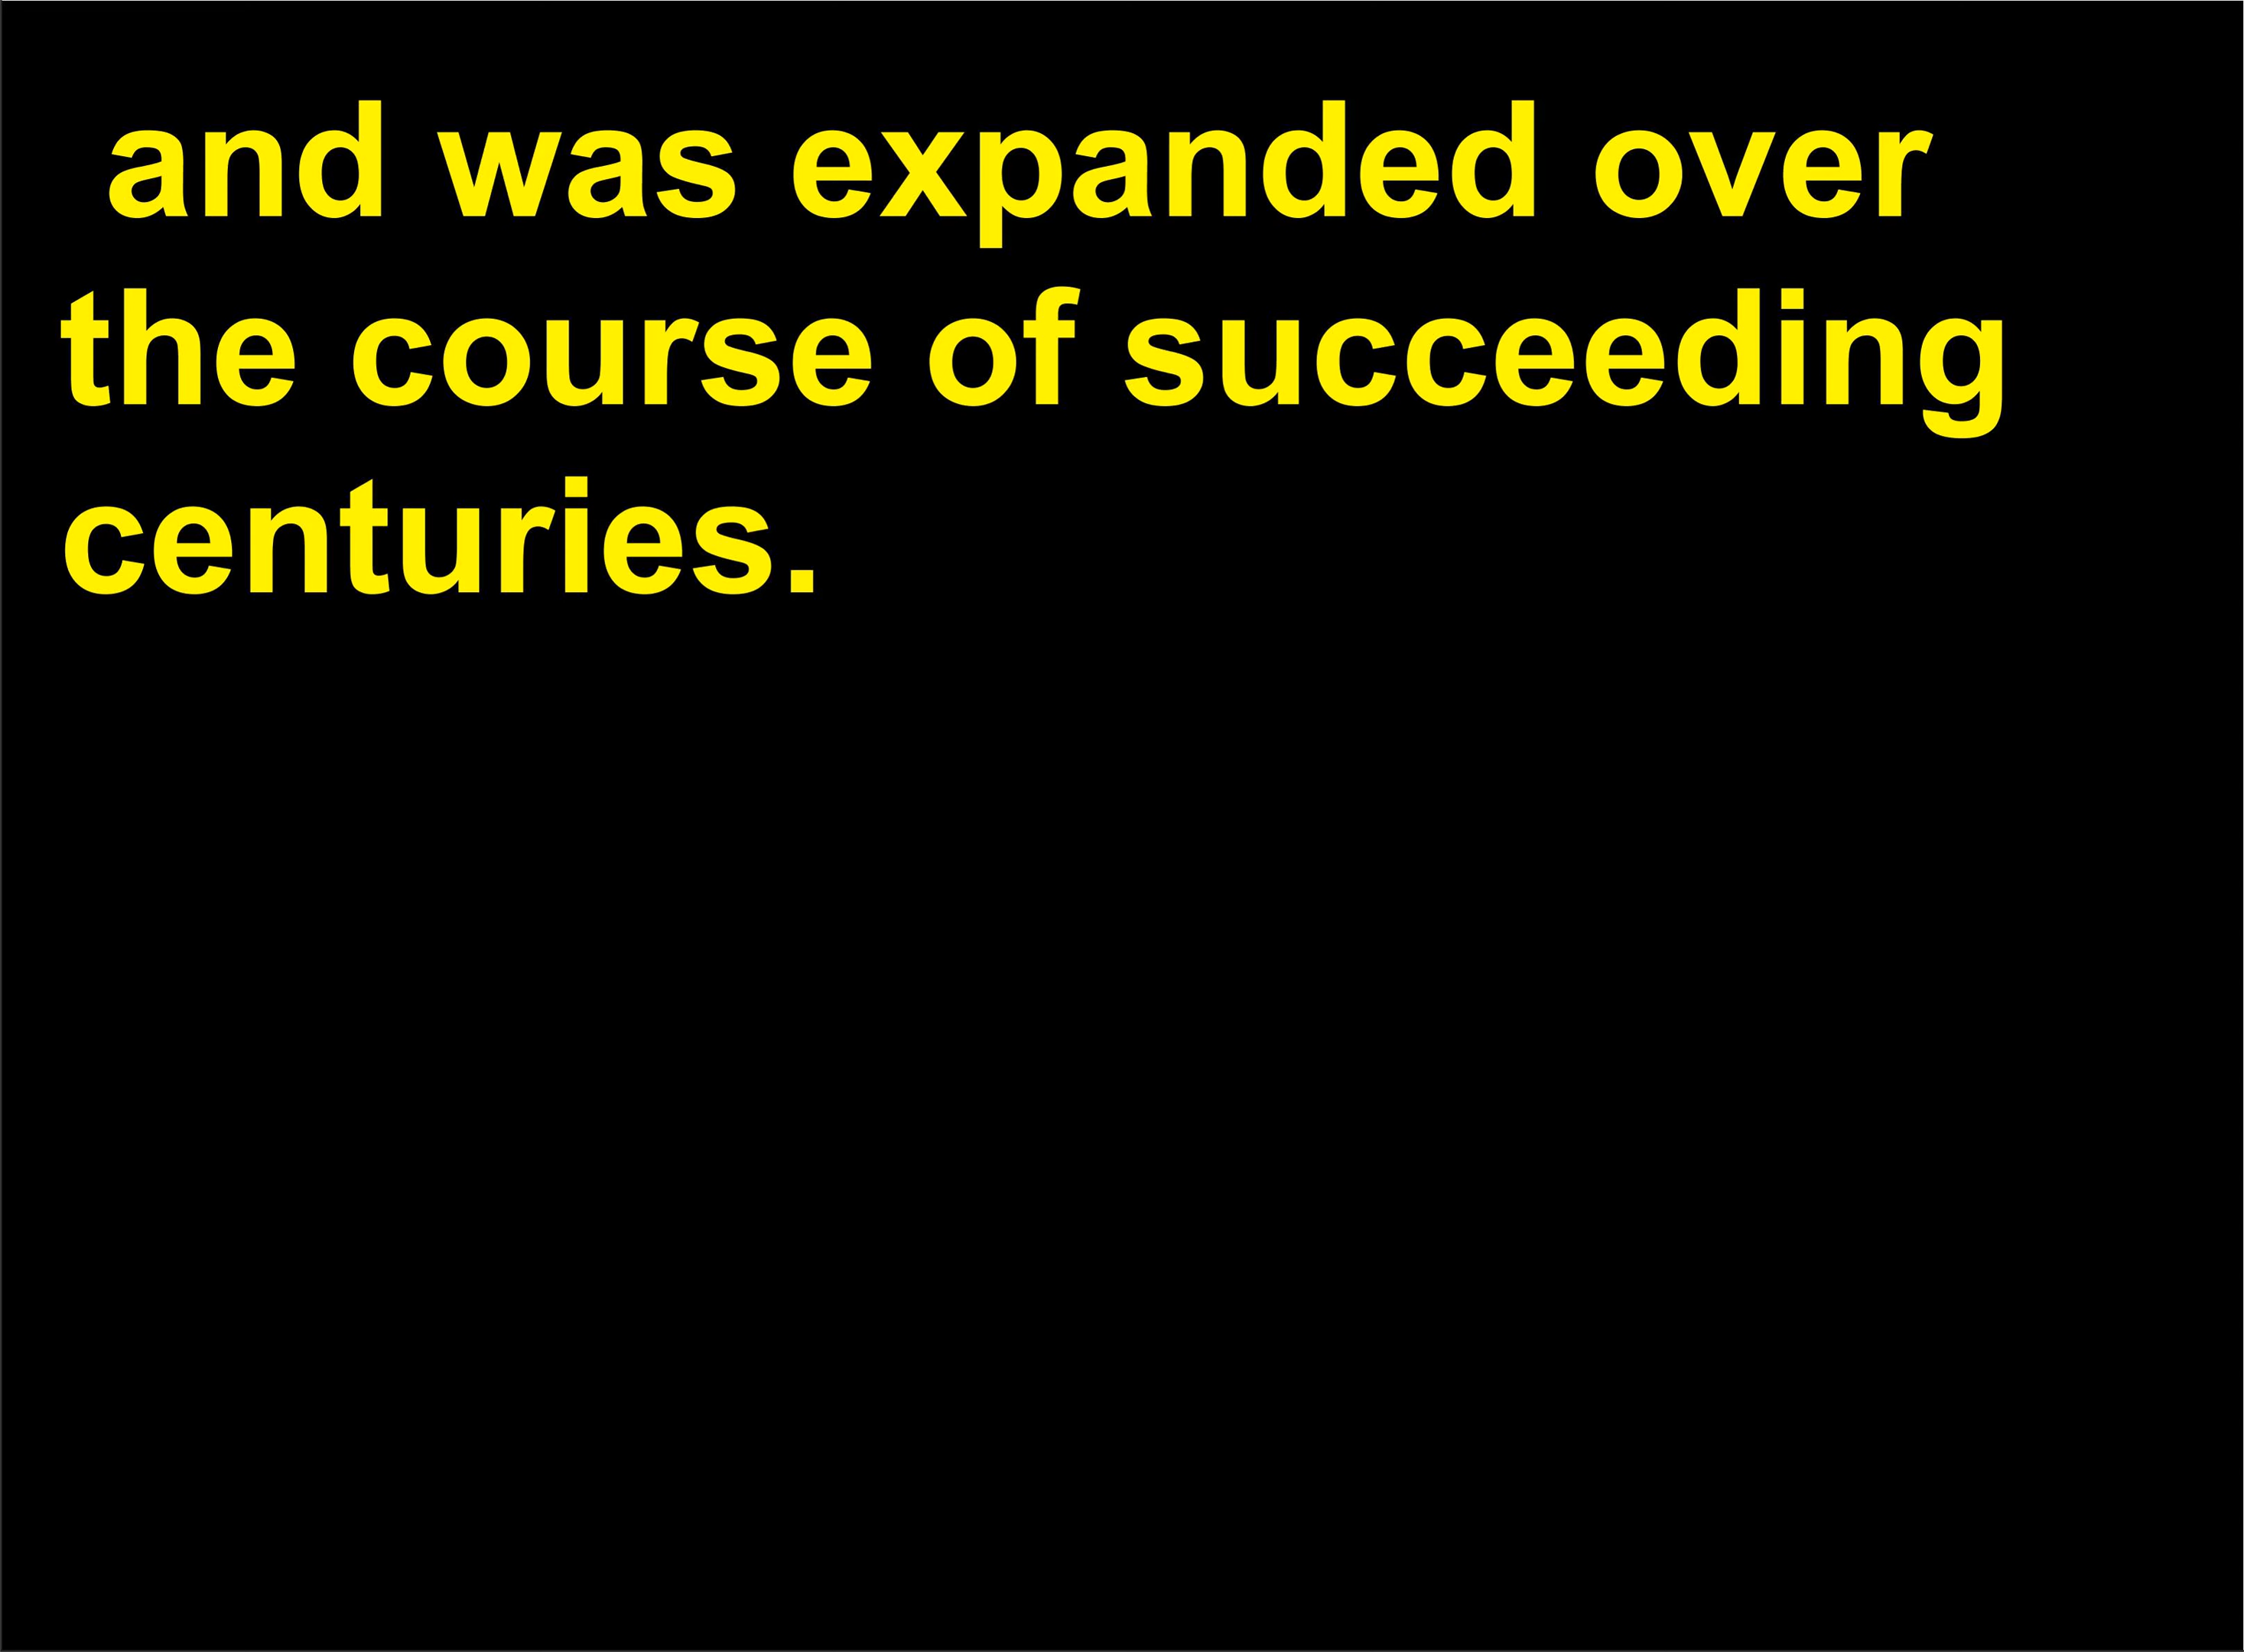 and was expanded over
the course of succeeding
centuries.